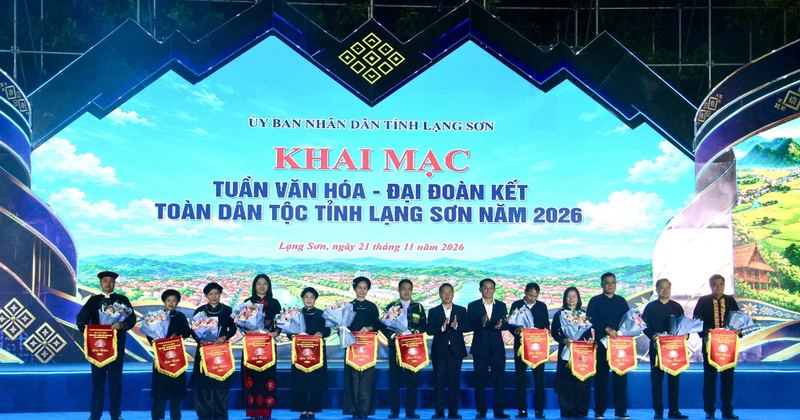 ỦY BAN NHÂN DÂN TỈNH LẠNG SƠN
KHAI MẠC
TUẦN VĂN HÓA - ĐẠI ĐOÀN KẾT
TOÀN DÂN TỘC TỈNH LẠNG SƠN NĂM 2026
Lạng Sơn, ngày 21 tháng 11 năm 2026